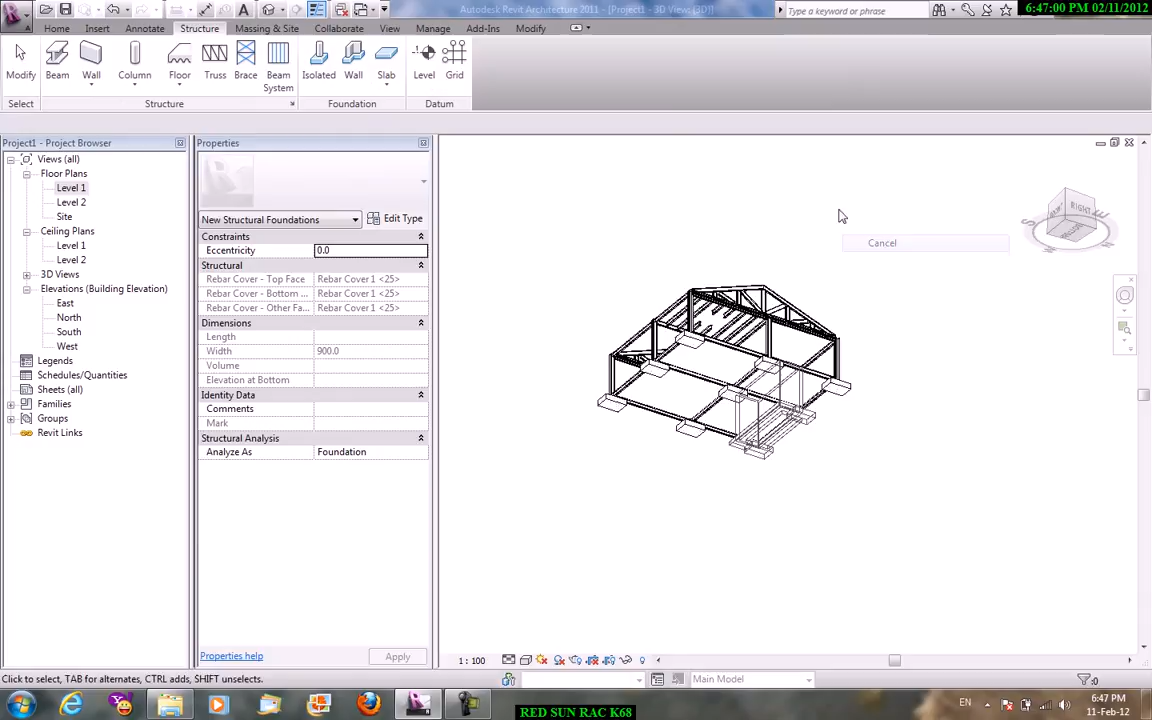 Autodesk Revit Architecture 2011 - [Project1 - 3D Views {3D}]
Type a keyword or phrase
6:47:00 PM 02/11/2012
Home Insert Annotate Structure Massing & Site Collaborate View Manage Add-Ins Modify
Modify Beam Wall Column Floor Truss Brace Beam System Isolated Wall Slab Level Grid
Select Structure Foundation Datum
Project1 - Project Browser
Views (all)
Floor Plans
Level 1
Level 2
Site
Ceiling Plans
Level 1
Level 2
3D Views
Elevations (Building Elevation)
East
North
South
West
Legends
Schedules/Quantities
Sheets (all)
Families
Groups
Revit Links
Properties
New Structural Foundations Edit Type
Constraints
Eccentricity 0.0
Structural
Rebar Cover - Top Face Rebar Cover 1 <25>
Rebar Cover - Bottom ... Rebar Cover 1 <25>
Rebar Cover - Other Fa... Rebar Cover 1 <25>
Dimensions
Length
Width 900.0
Volume
Elevation at Bottom
Identity Data
Comments
Mark
Structural Analysis
Analyze As Foundation
Properties help Apply
Cancel
RIGHT
BOTTOM
S E
1 : 100
Click to select, TAB for alternates, CTRL adds, SHIFT unselects.
Main Model
:0
EN
6:47 PM
11-Feb-12
RED SUN RAC K68